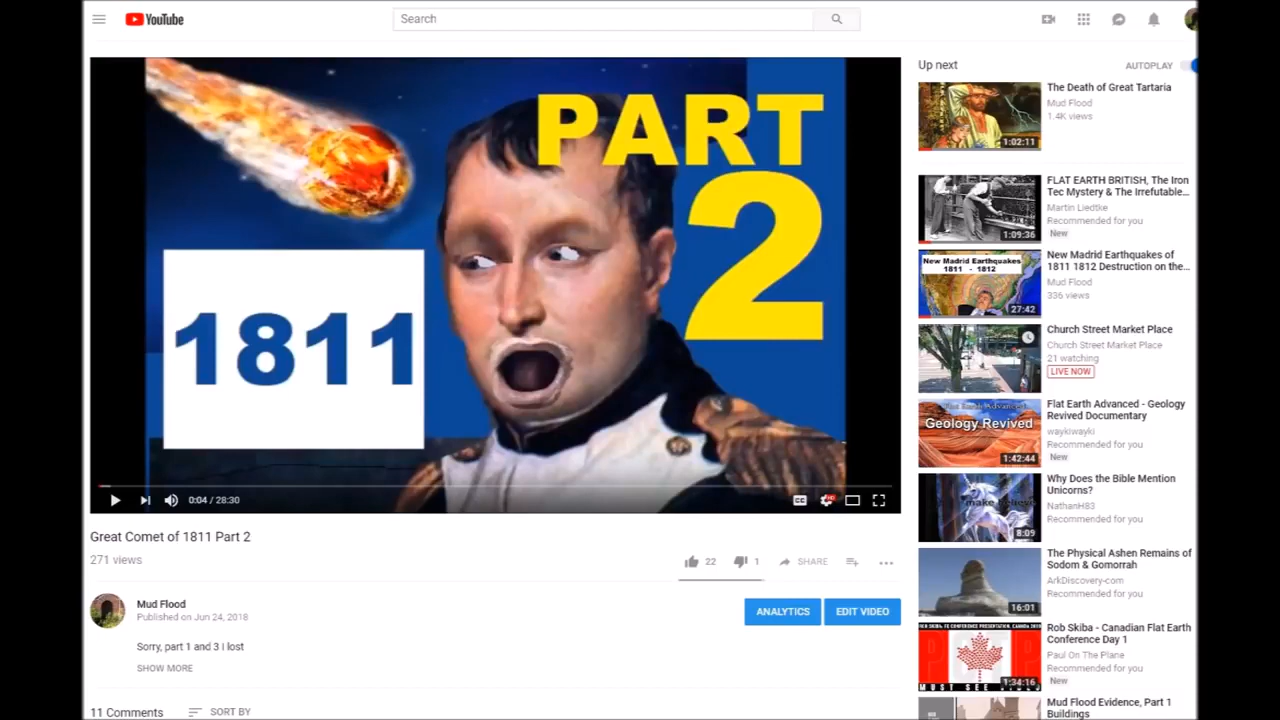 YouTube
Search
PART
2
1811
0:04 / 28:30
CC
HD
Great Comet of 1811 Part 2
271 views
22
1
SHARE
Mud Flood
Published on Jun 24, 2018
ANALYTICS
EDIT VIDEO
Sorry, part 1 and 3 I lost
SHOW MORE
11 Comments
SORT BY
Up next
AUTOPLAY
1:02:11
The Death of Great Tartaria
Mud Flood
1.4K views
1:09:36
FLAT EARTH BRITISH, The Iron
Tec Mystery & The Irrefutable...
Martin Liedtke
Recommended for you
New
New Madrid Earthquakes
1811 - 1812
27:42
New Madrid Earthquakes of
1811 1812 Destruction on the...
Mud Flood
336 views
Church Street Market Place
Church Street Market Place
21 watching
LIVE NOW
Flat Earth Advanced
Geology Revived
1:42:44
Flat Earth Advanced - Geology
Revived Documentary
waykiwayki
Recommended for you
New
make believe
8:09
Why Does the Bible Mention
Unicorns?
NathanH83
Recommended for you
16:01
The Physical Ashen Remains of
Sodom & Gomorrah
ArkDiscovery-com
Recommended for you
MUST SEE
1:34:16
Rob Skiba - Canadian Flat Earth
Conference Day 1
Paul On The Plane
Recommended for you
New
Mud Flood Evidence, Part 1
Buildings